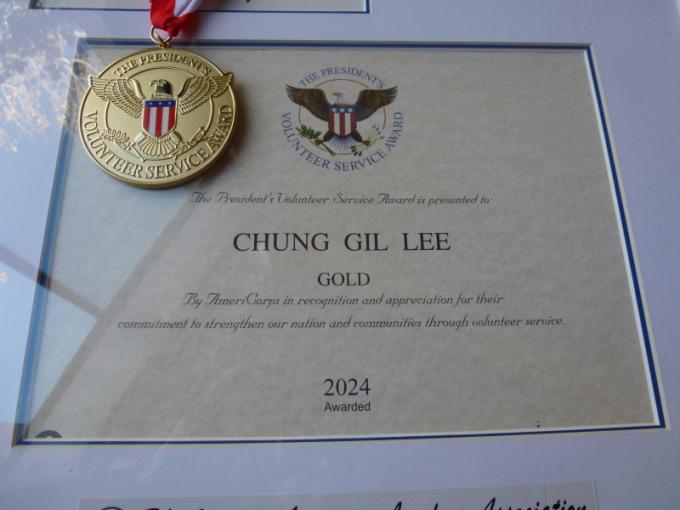 THE PRESIDENT'S
VOLUNTEER SERVICE AWARD
THE PRESIDENT'S
VOLUNTEER SERVICE AWARD
The President's Volunteer Service Award is presented to:
CHUNG GIL LEE
GOLD
By AmeriCorps in recognition and appreciation for their
commitment to strengthen our nation and communities through volunteer service.
2024
Awarded
Association